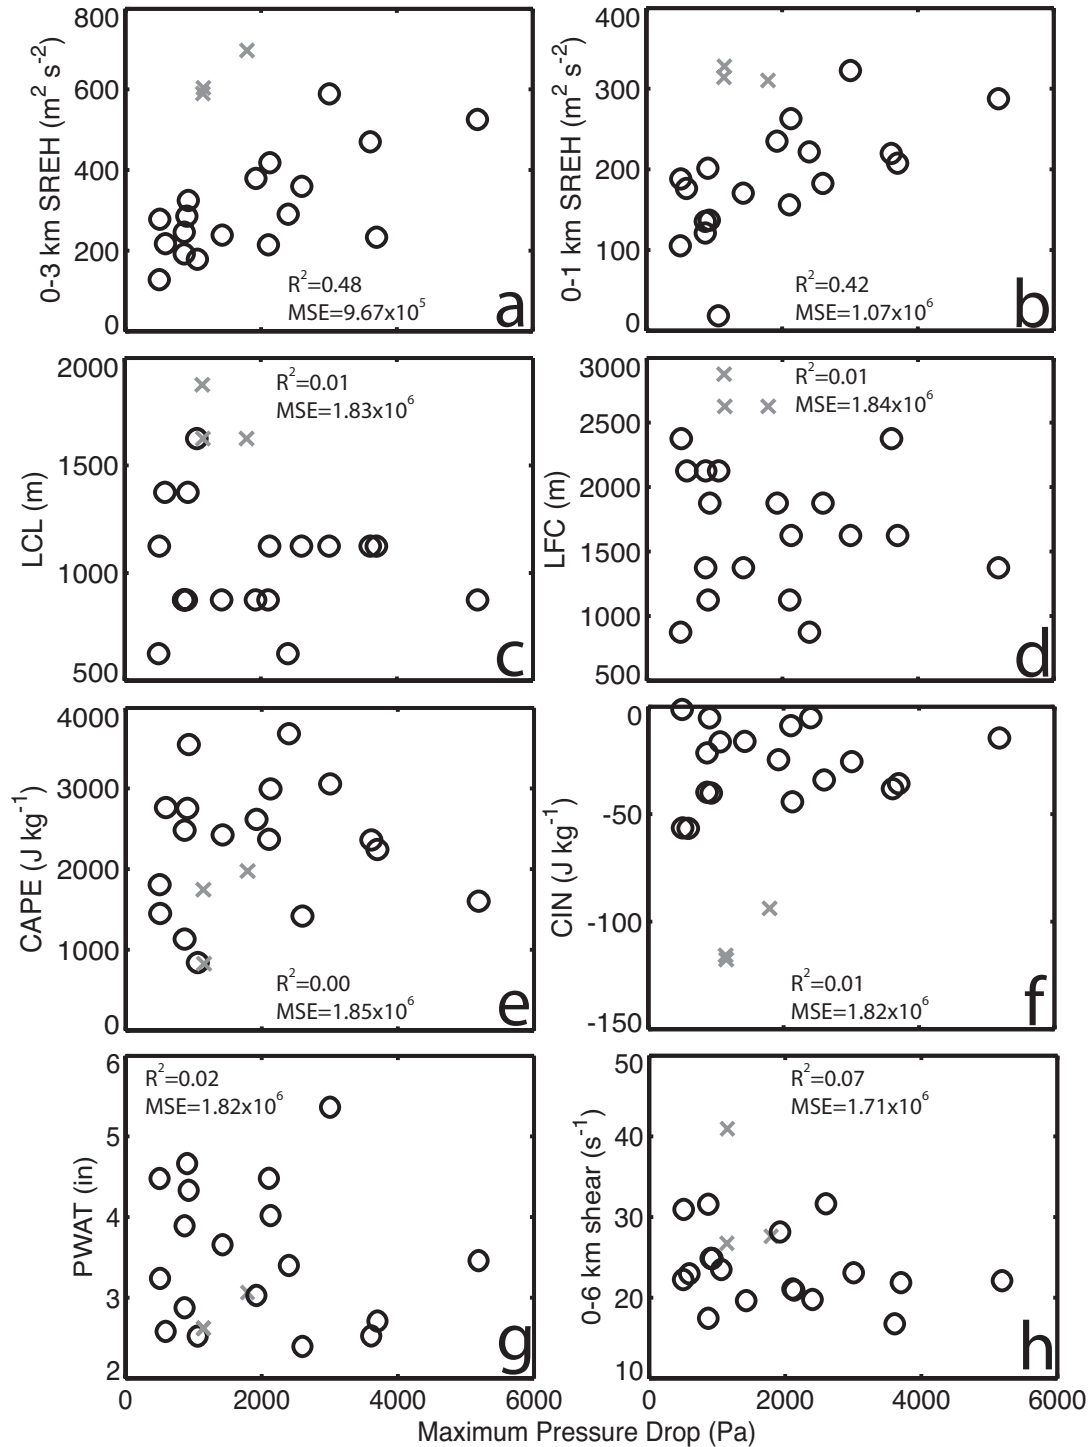 800
600
400
200
0
0-3 km SREH (m² s⁻²)
R²=0.48
MSE=9.67x10⁵
a
400
300
200
100
0
0-1 km SREH (m² s⁻²)
R²=0.42
MSE=1.07x10⁶
b
2000
1500
1000
500
LCL (m)
R²=0.01
MSE=1.83x10⁶
c
3000
2500
2000
1500
1000
500
LFC (m)
R²=0.01
MSE=1.84x10⁶
d
4000
3000
2000
1000
0
CAPE (J kg⁻¹)
R²=0.00
MSE=1.85x10⁶
e
0
-50
-100
-150
CIN (J kg⁻¹)
R²=0.01
MSE=1.82x10⁶
f
6
5
4
3
2
PWAT (in)
R²=0.02
MSE=1.82x10⁶
g
0 2000 4000 6000
50
40
30
20
10
0-6 km shear (s⁻¹)
R²=0.07
MSE=1.71x10⁶
h
0 2000 4000 6000
Maximum Pressure Drop (Pa)